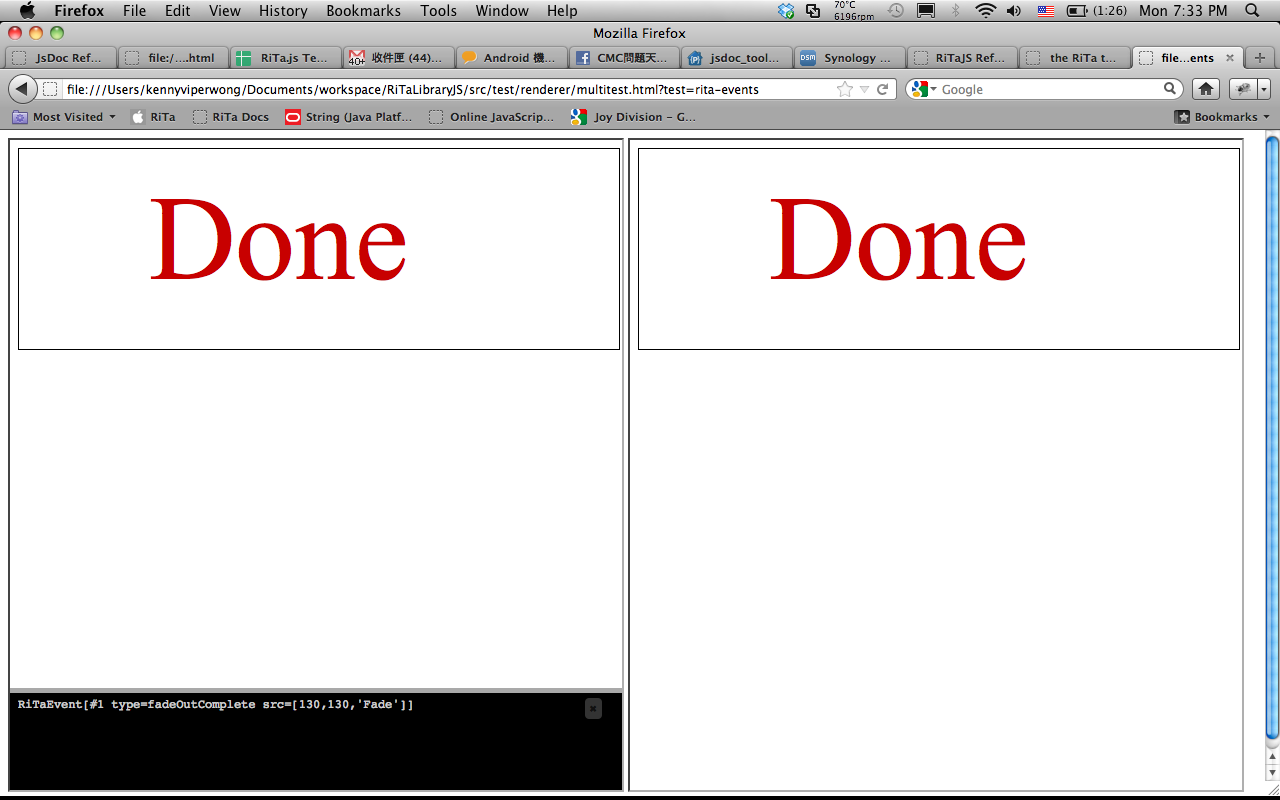 Firefox File Edit View History Bookmarks Tools Window Help 70°C 6196rpm (1:26) Mon 7:33 PM
Mozilla Firefox
JsDoc Ref... file:/....html RiTa.js Te... 40+ 收件匣 (44)... Android 機... CMC問題天... jsdoc_tool... DSM Synology ... RiTaJS Ref... the RiTa t... file...ents
file:///Users/kennyviperwong/Documents/workspace/RiTaLibraryJS/src/test/renderer/multitest.html?test=rita-events Google
Most Visited RiTa RiTa Docs String (Java Platf... Online JavaScrip... Joy Division – G... Bookmarks
Done Done
RiTaEvent[#1 type=fadeOutComplete src=[130,130,'Fade']]